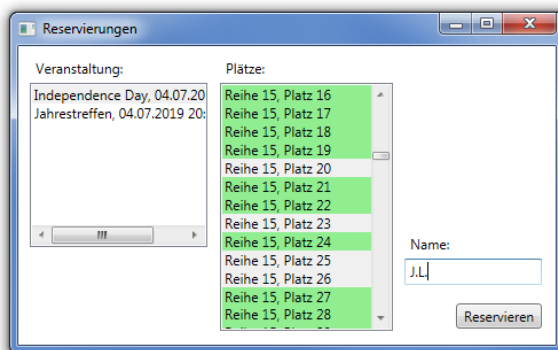 Reservierungen
Veranstaltung:
Independence Day, 04.07.20
Jahrestreffen, 04.07.2019 20:
Plätze:
Reihe 15, Platz 16
Reihe 15, Platz 17
Reihe 15, Platz 18
Reihe 15, Platz 19
Reihe 15, Platz 20
Reihe 15, Platz 21
Reihe 15, Platz 22
Reihe 15, Platz 23
Reihe 15, Platz 24
Reihe 15, Platz 25
Reihe 15, Platz 26
Reihe 15, Platz 27
Reihe 15, Platz 28
Name:
J.L.
Reservieren